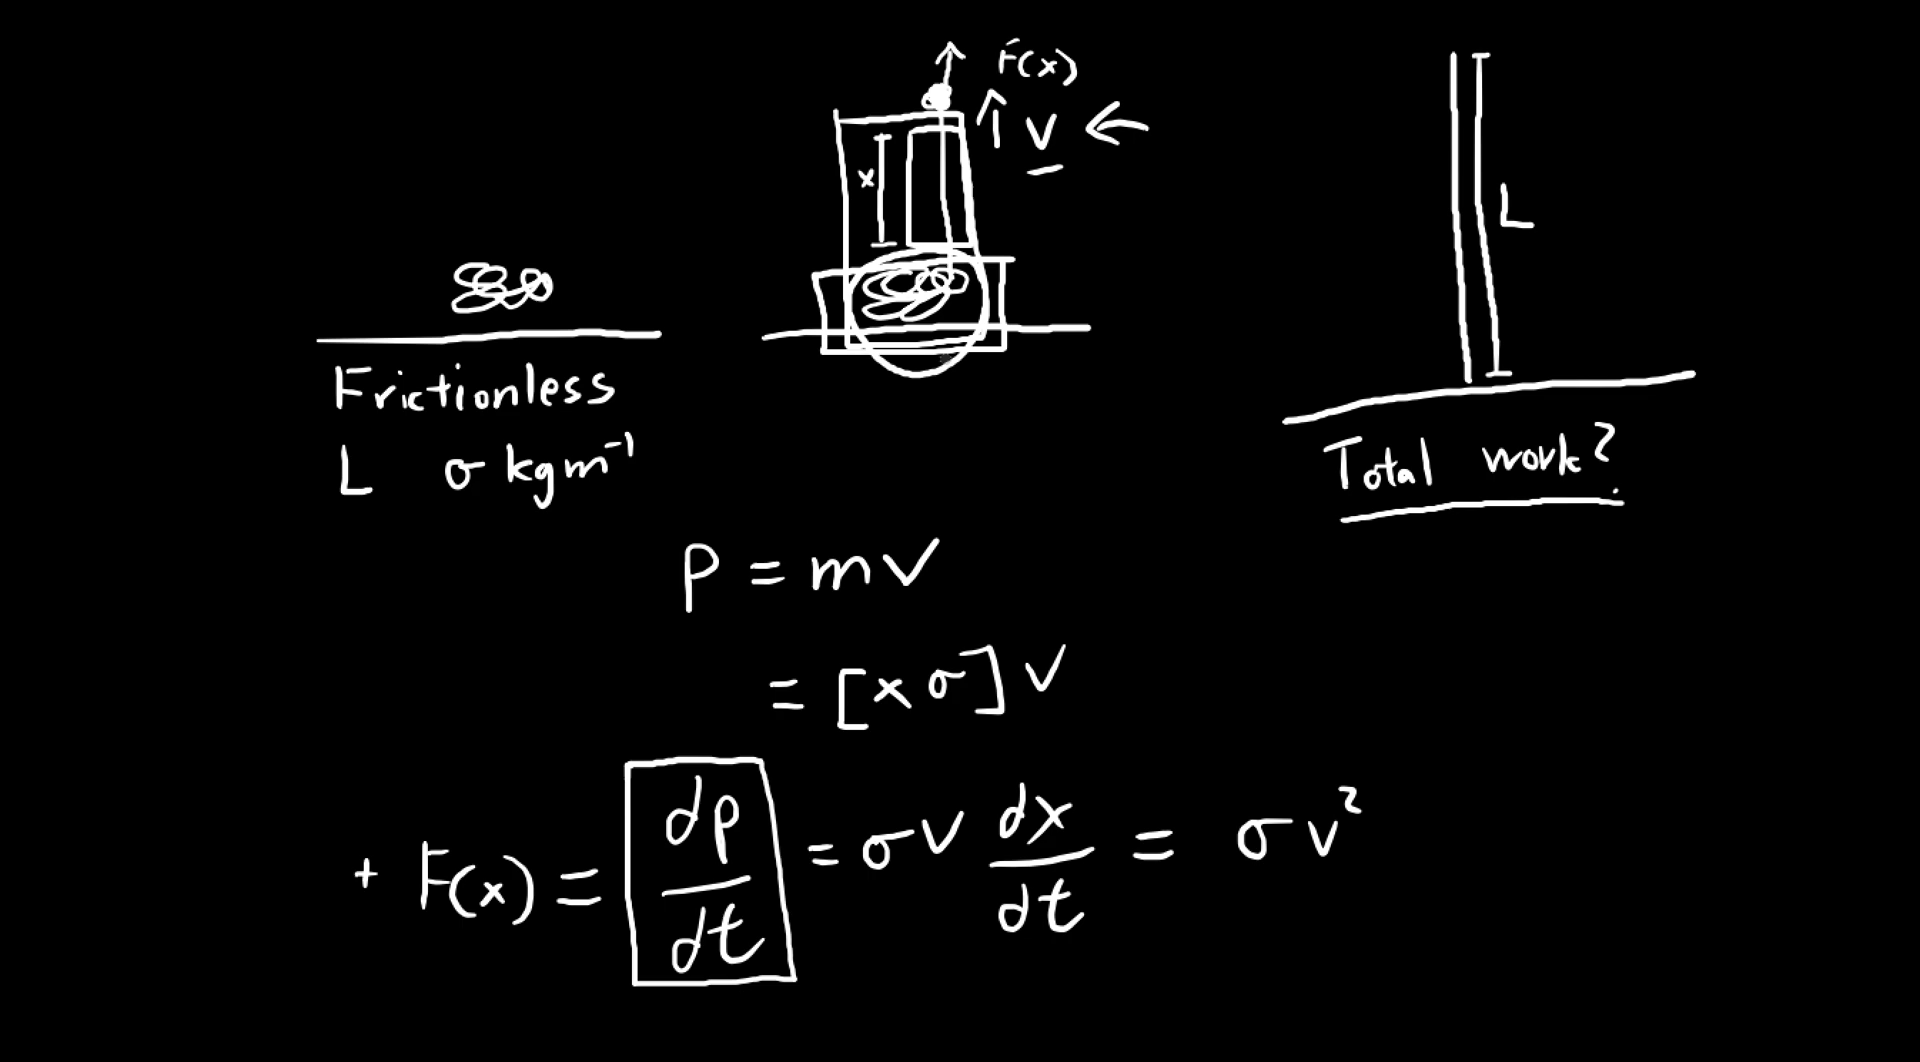 F(x)
V
x
L
Frictionless
L σ kgm⁻¹
Total work?
P = mV
= [xσ]V
+ F(x) = dp/dt = σV dx/dt = σV²